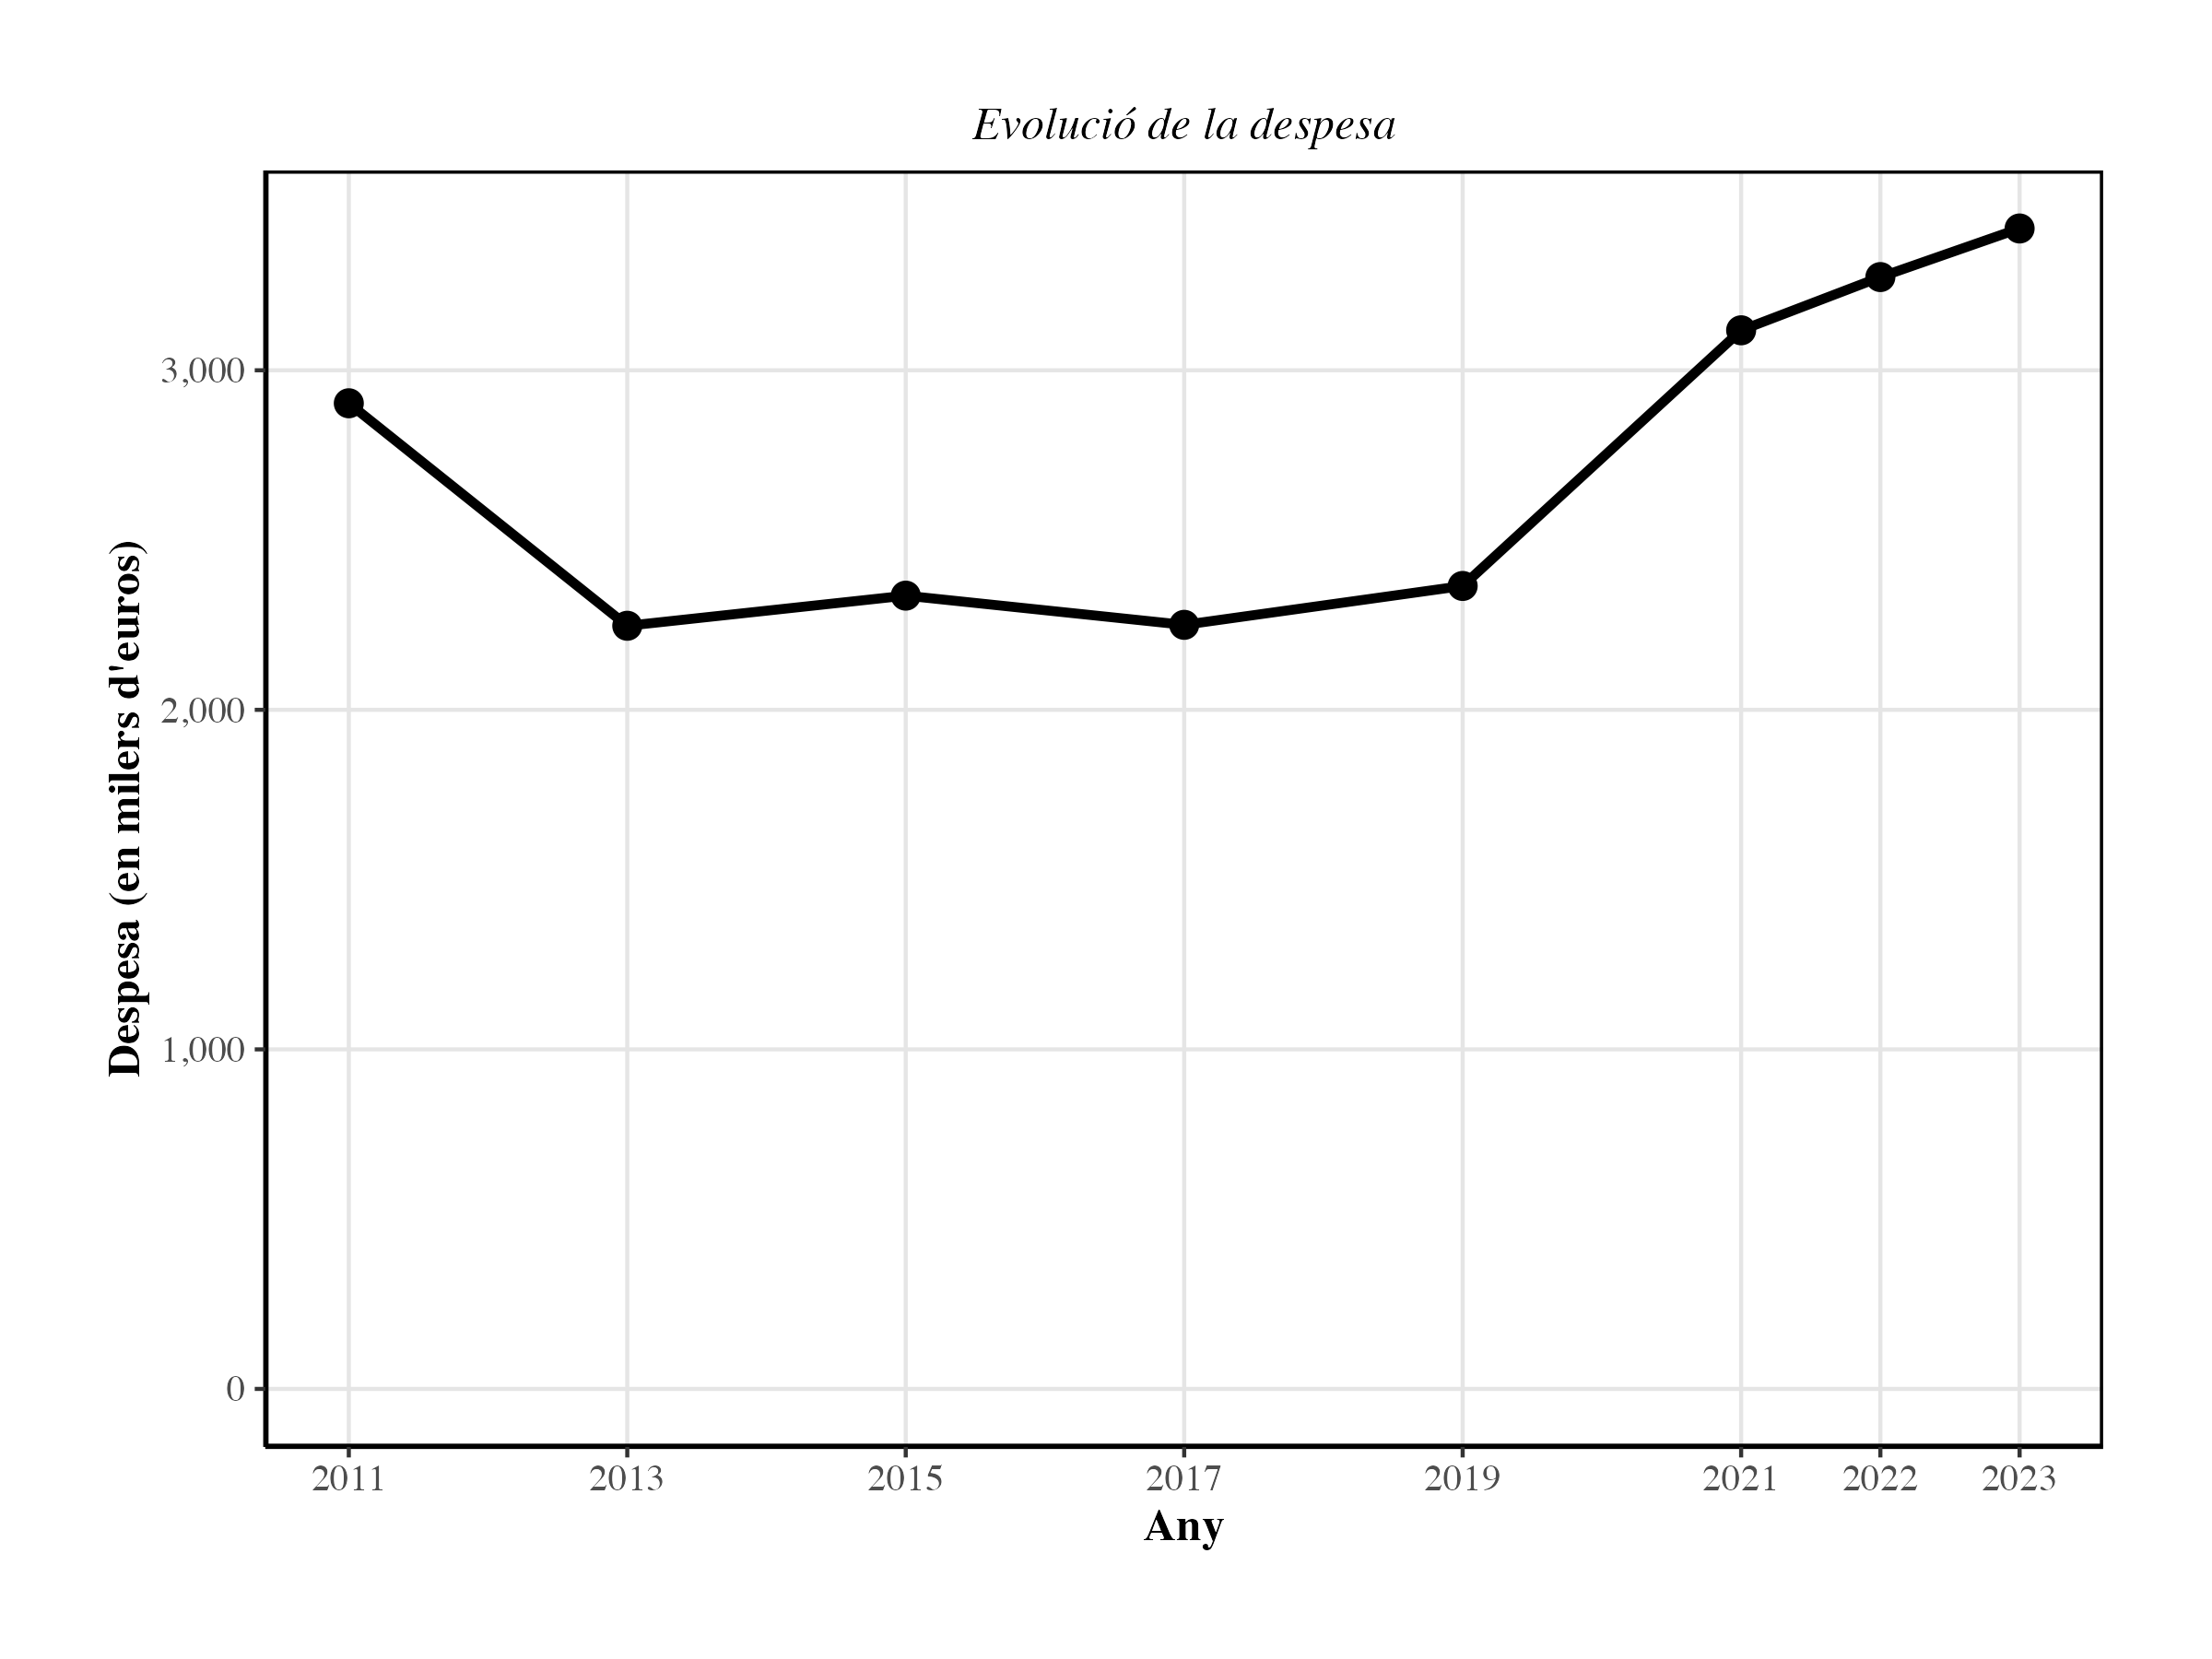 Evolució de la despesa
Despesa (en milers d'euros)
3,000
2,000
1,000
0
2011 2013 2015 2017 2019 2021 2022 2023
Any